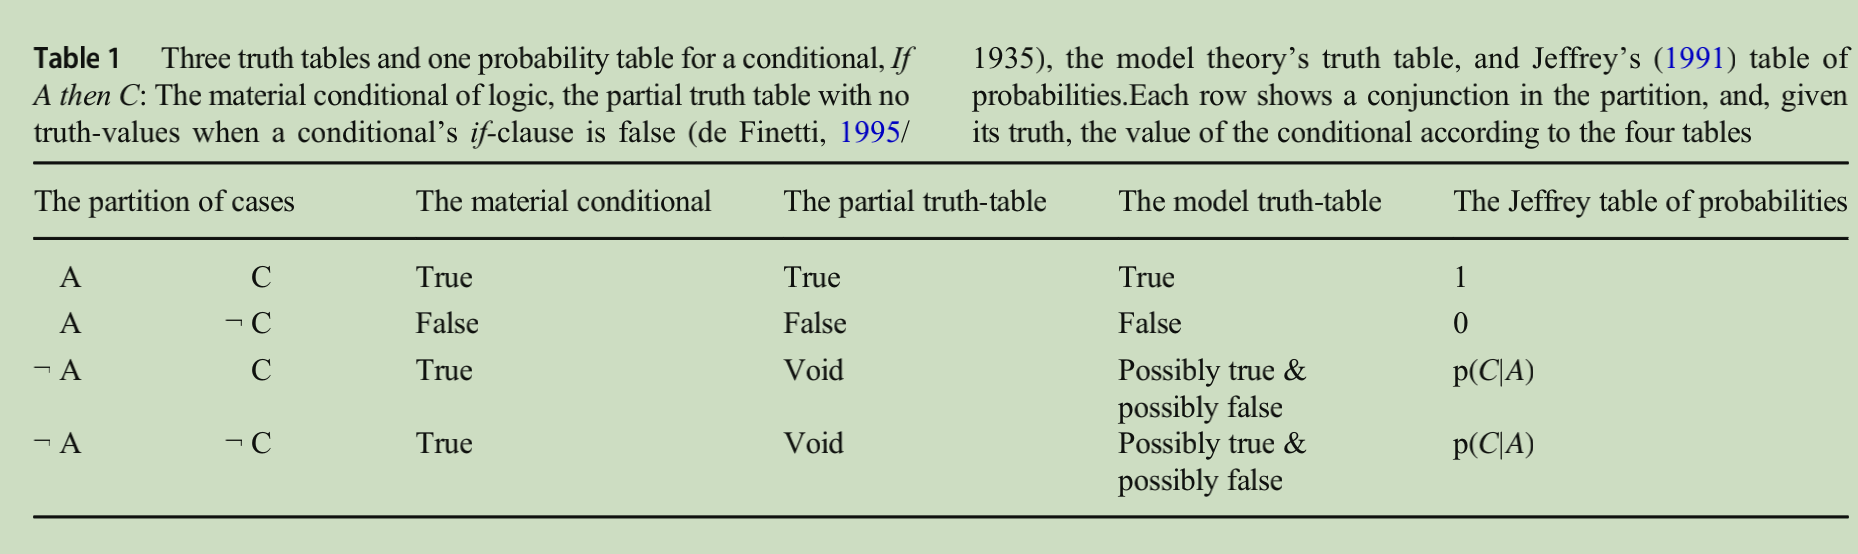 Table 1 Three truth tables and one probability table for a conditional, If
A then C: The material conditional of logic, the partial truth table with no
truth-values when a conditional's if-clause is false (de Finetti, 1995/
1935), the model theory's truth table, and Jeffrey's (1991) table of
probabilities.Each row shows a conjunction in the partition, and, given
its truth, the value of the conditional according to the four tables
The partition of cases The material conditional The partial truth-table The model truth-table The Jeffrey table of probabilities
A C True True True 1
A ¬ C False False False 0
¬ A C True Void Possibly true & p(C|A)
possibly false
¬ A ¬ C True Void Possibly true & p(C|A)
possibly false